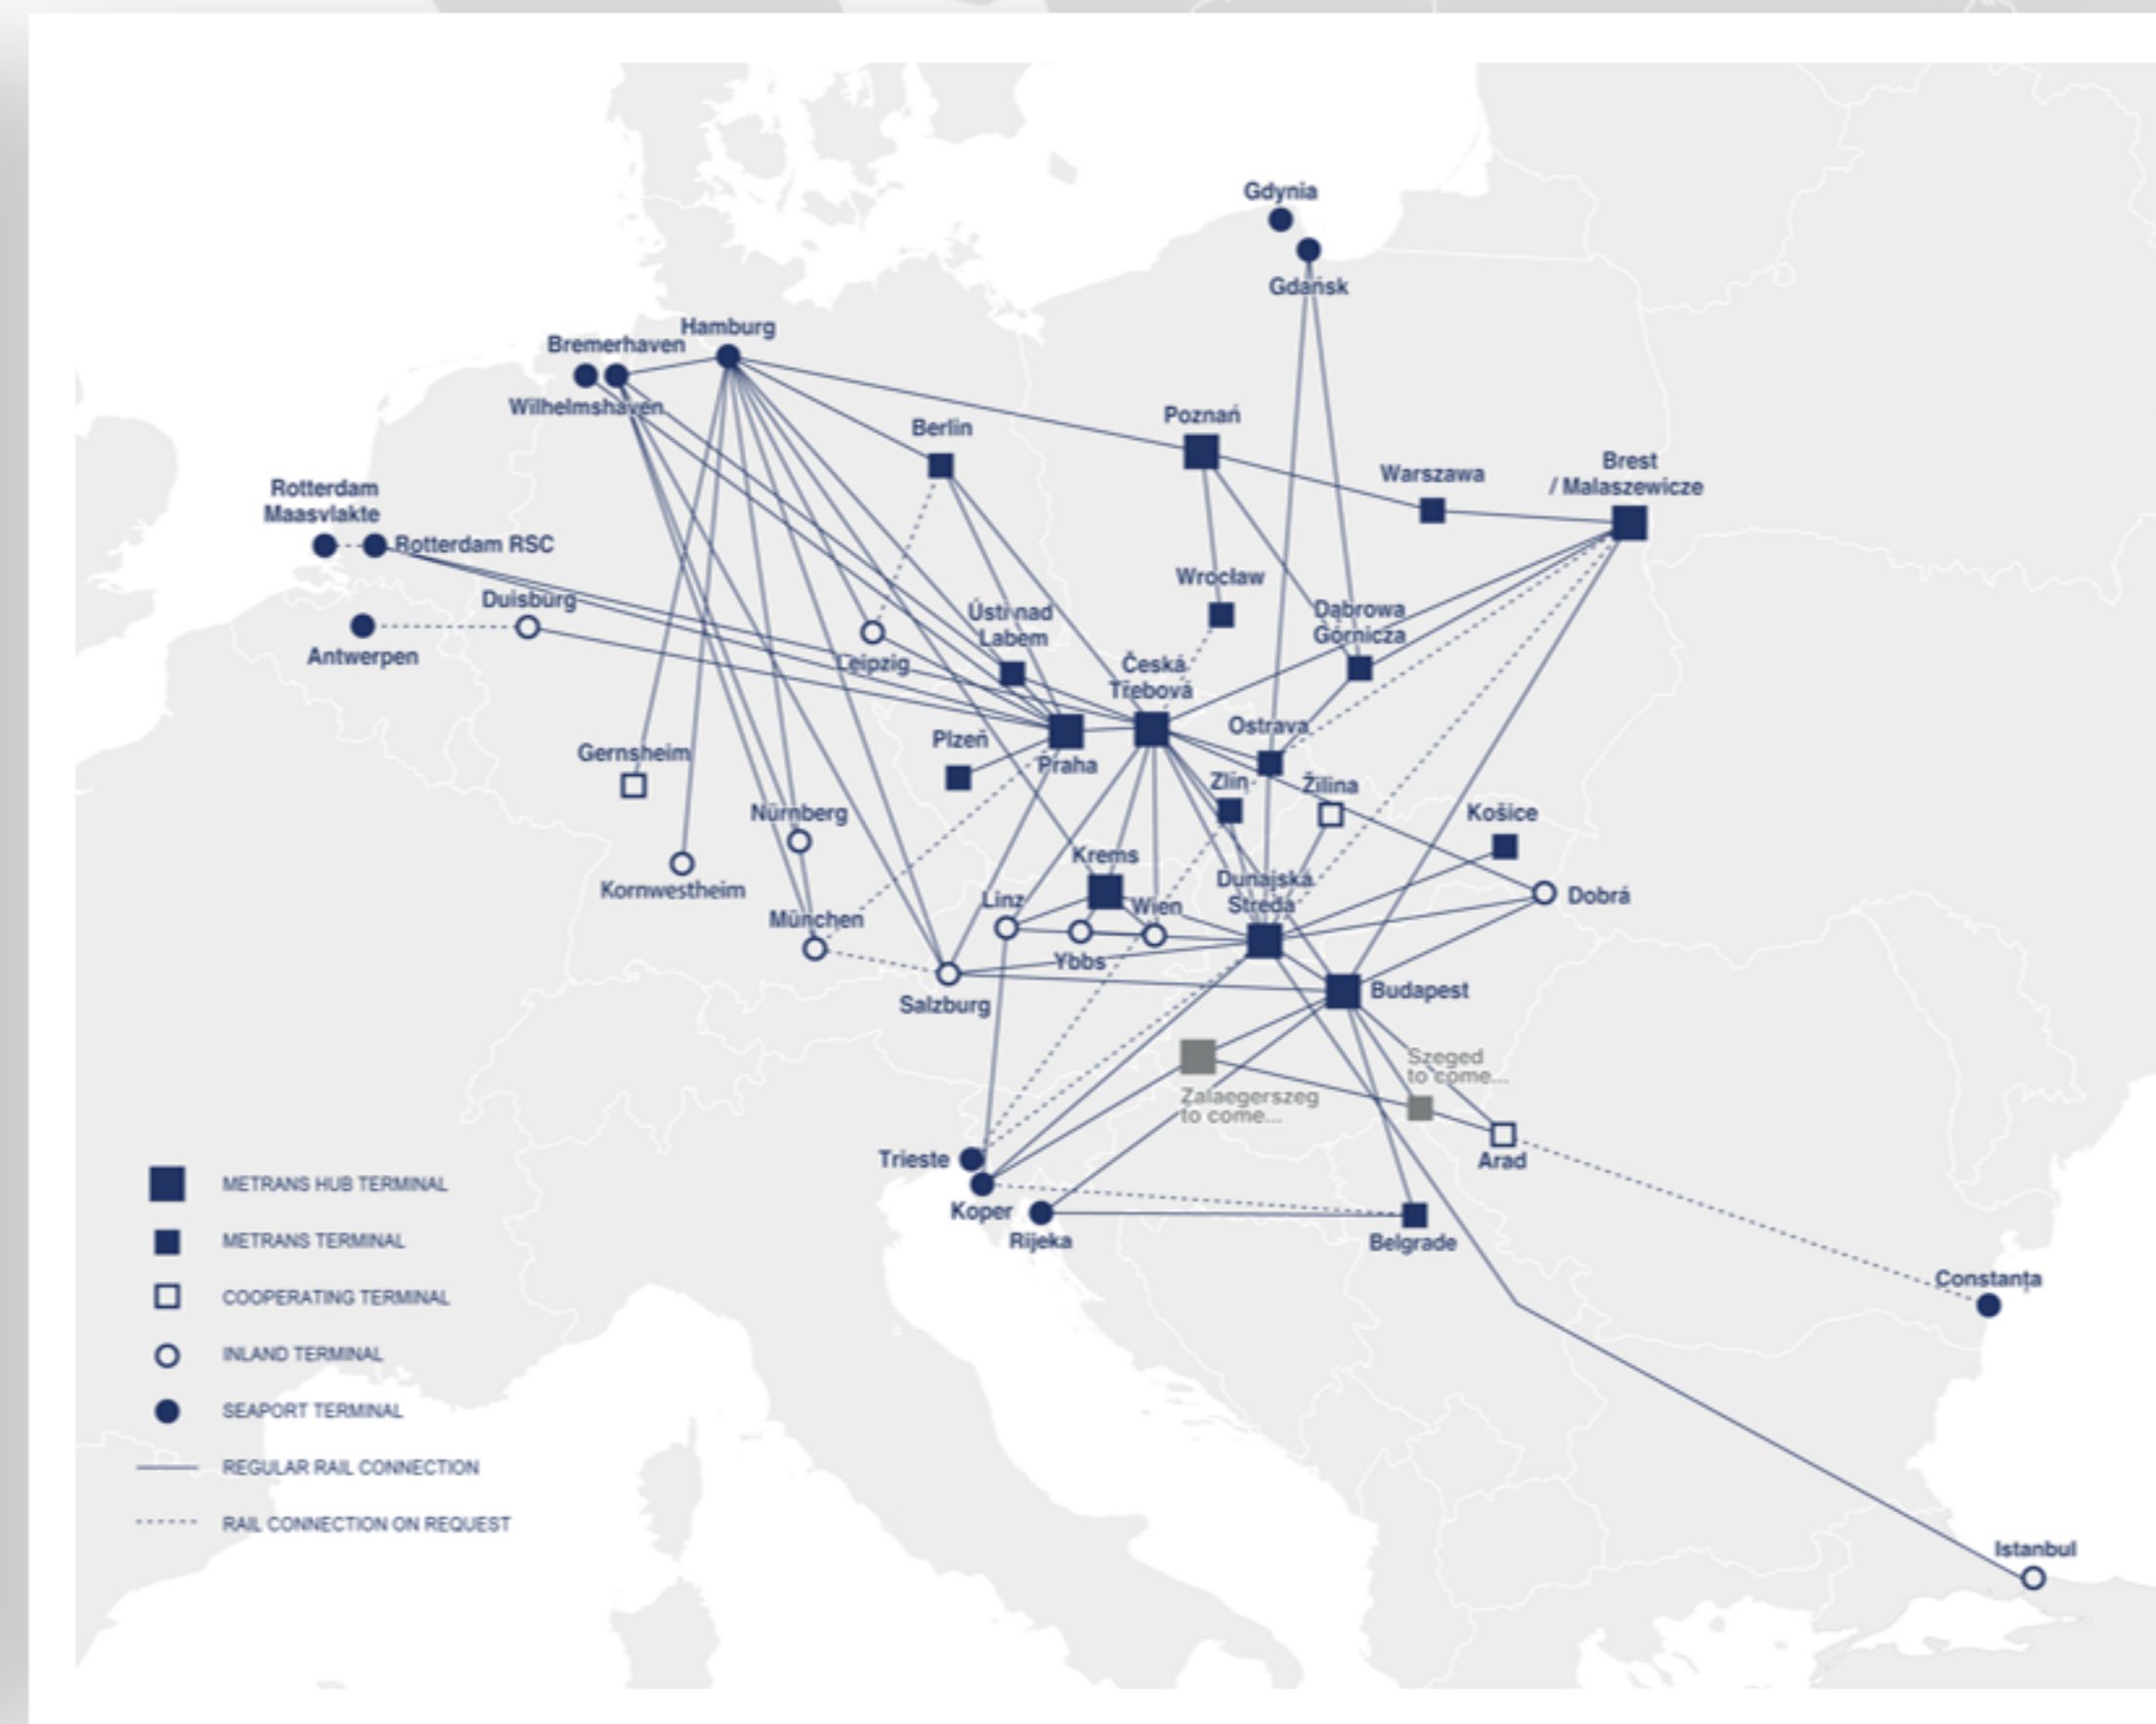 Gdynia
Gdańsk
Hamburg
Bremerhaven
Wilhelmshaven
Poznań
Berlin
Warszawa
Brest
/ Malaszewicze
Rotterdam
Maasvlakte
Rotterdam RSC
Wrocław
Duisburg
Ústí nad
Labem
Dąbrowa
Górnicza
Antwerpen
Leipzig
Česká
Třebová
Ostrava
Plzeň
Praha
Gernsheim
Zlín
Žilina
Nürnberg
Košice
Krems
Kornwestheim
Dunajská
Streda
Linz
Wien
Dobrá
München
Ybbs
Budapest
Salzburg
Szeged
to come...
Zalaegerszeg
to come...
Trieste
Arad
Koper
Rijeka
Belgrade
Constanța
Istanbul
METRANS HUB TERMINAL
METRANS TERMINAL
COOPERATING TERMINAL
INLAND TERMINAL
SEAPORT TERMINAL
REGULAR RAIL CONNECTION
RAIL CONNECTION ON REQUEST